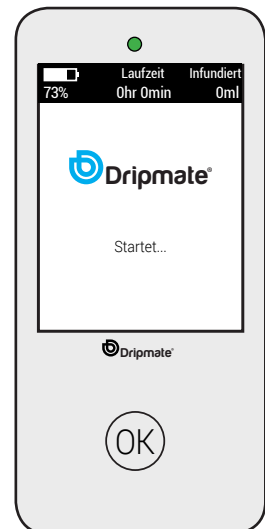 Laufzeit Infundiert
73% 0hr 0min 0ml
Dripmate®
Startet...
Dripmate®
OK